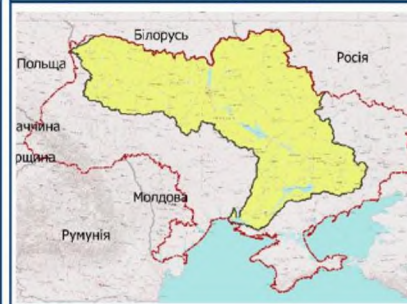 Білорусь
Польща
Росія
аччина
рщина
Молдова
Румунія